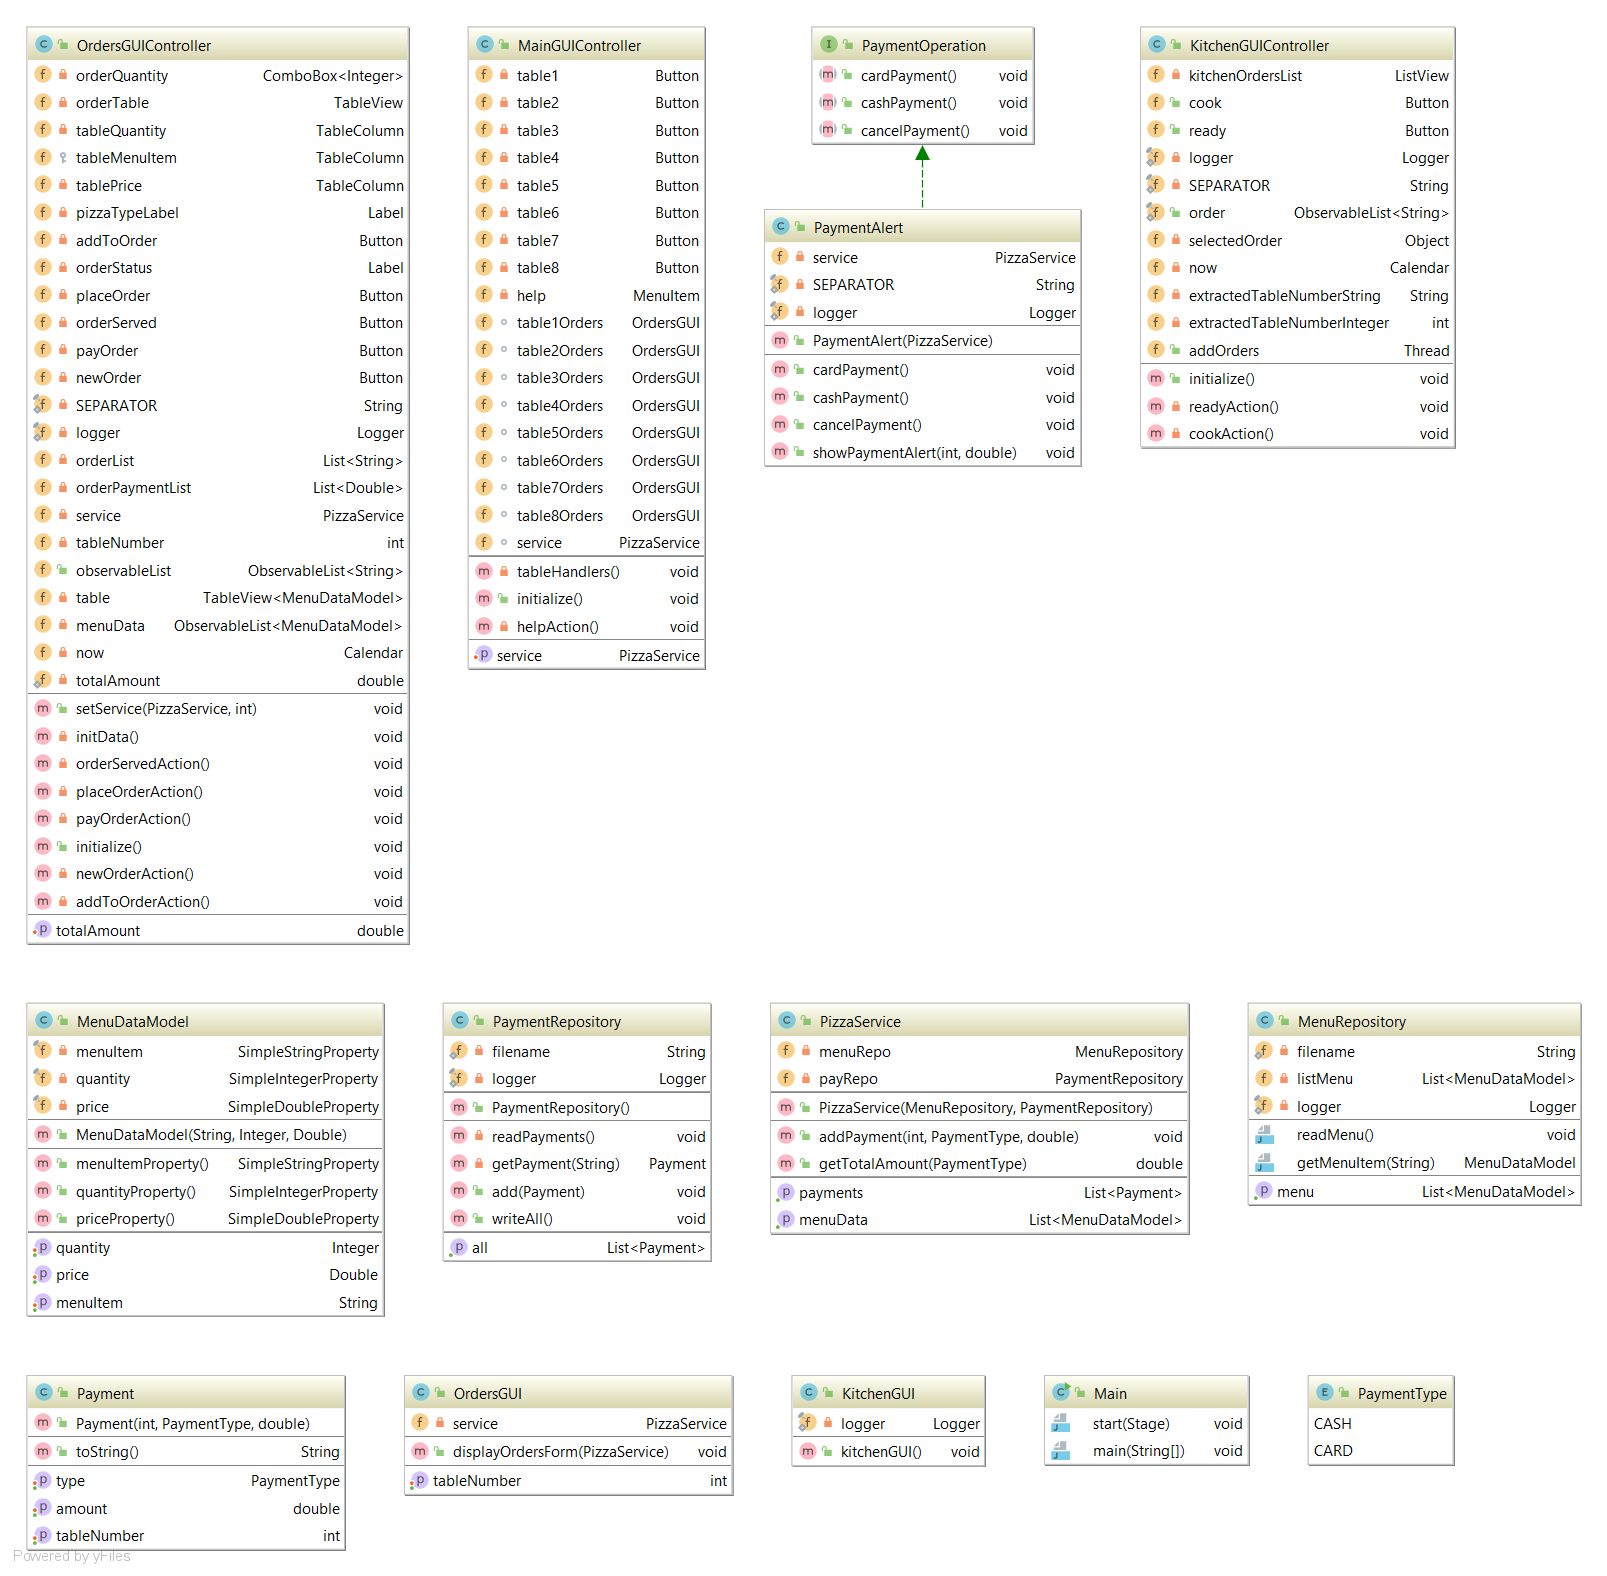 OrdersGUIController
orderQuantity ComboBox<Integer>
orderTable TableView
tableQuantity TableColumn
tableMenuItem TableColumn
tablePrice TableColumn
pizzaTypeLabel Label
addToOrder Button
orderStatus Label
placeOrder Button
orderServed Button
payOrder Button
newOrder Button
SEPARATOR String
logger Logger
orderList List<String>
orderPaymentList List<Double>
service PizzaService
tableNumber int
observableList ObservableList<String>
table TableView<MenuDataModel>
menuData ObservableList<MenuDataModel>
now Calendar
totalAmount double
setService(PizzaService, int) void
initData() void
orderServedAction() void
placeOrderAction() void
payOrderAction() void
initialize() void
newOrderAction() void
addToOrderAction() void
totalAmount double
MainGUIController
table1 Button
table2 Button
table3 Button
table4 Button
table5 Button
table6 Button
table7 Button
table8 Button
help MenuItem
table1Orders OrdersGUI
table2Orders OrdersGUI
table3Orders OrdersGUI
table4Orders OrdersGUI
table5Orders OrdersGUI
table6Orders OrdersGUI
table7Orders OrdersGUI
table8Orders OrdersGUI
service PizzaService
tableHandlers() void
initialize() void
helpAction() void
service PizzaService
PaymentOperation
cardPayment() void
cashPayment() void
cancelPayment() void
PaymentAlert
service PizzaService
SEPARATOR String
logger Logger
PaymentAlert(PizzaService)
cardPayment() void
cashPayment() void
cancelPayment() void
showPaymentAlert(int, double) void
KitchenGUIController
kitchenOrdersList ListView
cook Button
ready Button
logger Logger
SEPARATOR String
order ObservableList<String>
selectedOrder Object
now Calendar
extractedTableNumberString String
extractedTableNumberInteger int
addOrders Thread
initialize() void
readyAction() void
cookAction() void
MenuDataModel
menuItem SimpleStringProperty
quantity SimpleIntegerProperty
price SimpleDoubleProperty
MenuDataModel(String, Integer, Double)
menuItemProperty() SimpleStringProperty
quantityProperty() SimpleIntegerProperty
priceProperty() SimpleDoubleProperty
quantity Integer
price Double
menuItem String
PaymentRepository
filename String
logger Logger
PaymentRepository()
readPayments() void
getPayment(String) Payment
add(Payment) void
writeAll() void
all List<Payment>
PizzaService
menuRepo MenuRepository
payRepo PaymentRepository
PizzaService(MenuRepository, PaymentRepository)
addPayment(int, PaymentType, double) void
getTotalAmount(PaymentType) double
payments List<Payment>
menuData List<MenuDataModel>
MenuRepository
filename String
listMenu List<MenuDataModel>
logger Logger
readMenu() void
getMenuItem(String) MenuDataModel
menu List<MenuDataModel>
Payment
Payment(int, PaymentType, double)
toString() String
type PaymentType
amount double
tableNumber int
OrdersGUI
service PizzaService
displayOrdersForm(PizzaService) void
tableNumber int
KitchenGUI
logger Logger
kitchenGUI() void
Main
start(Stage) void
main(String[]) void
PaymentType
CASH
CARD
Powered by yFiles